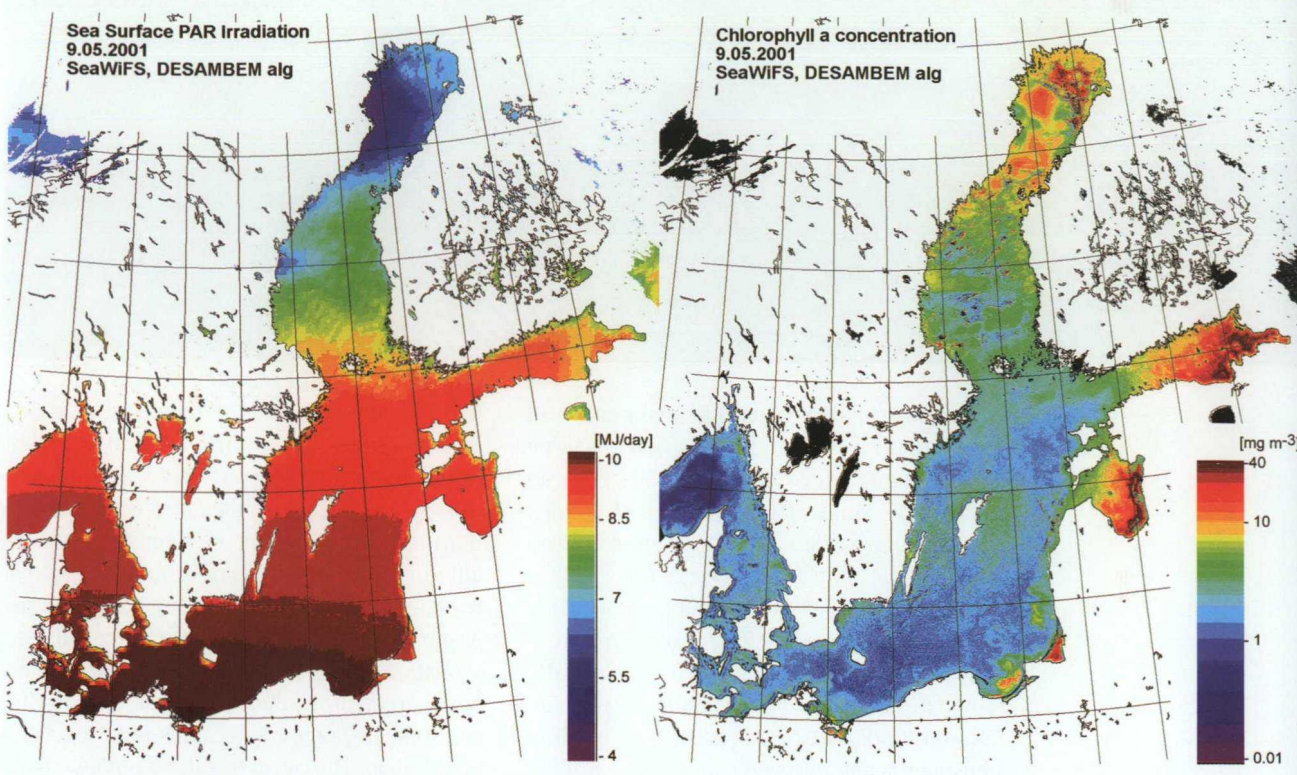 Sea Surface PAR Irradiation
9.05.2001
SeaWiFS, DESAMBEM alg
[MJ/day]
10
8.5
7
5.5
4
Chlorophyll a concentration
9.05.2001
SeaWiFS, DESAMBEM alg
[mg m-3]
40
10
1
0.01